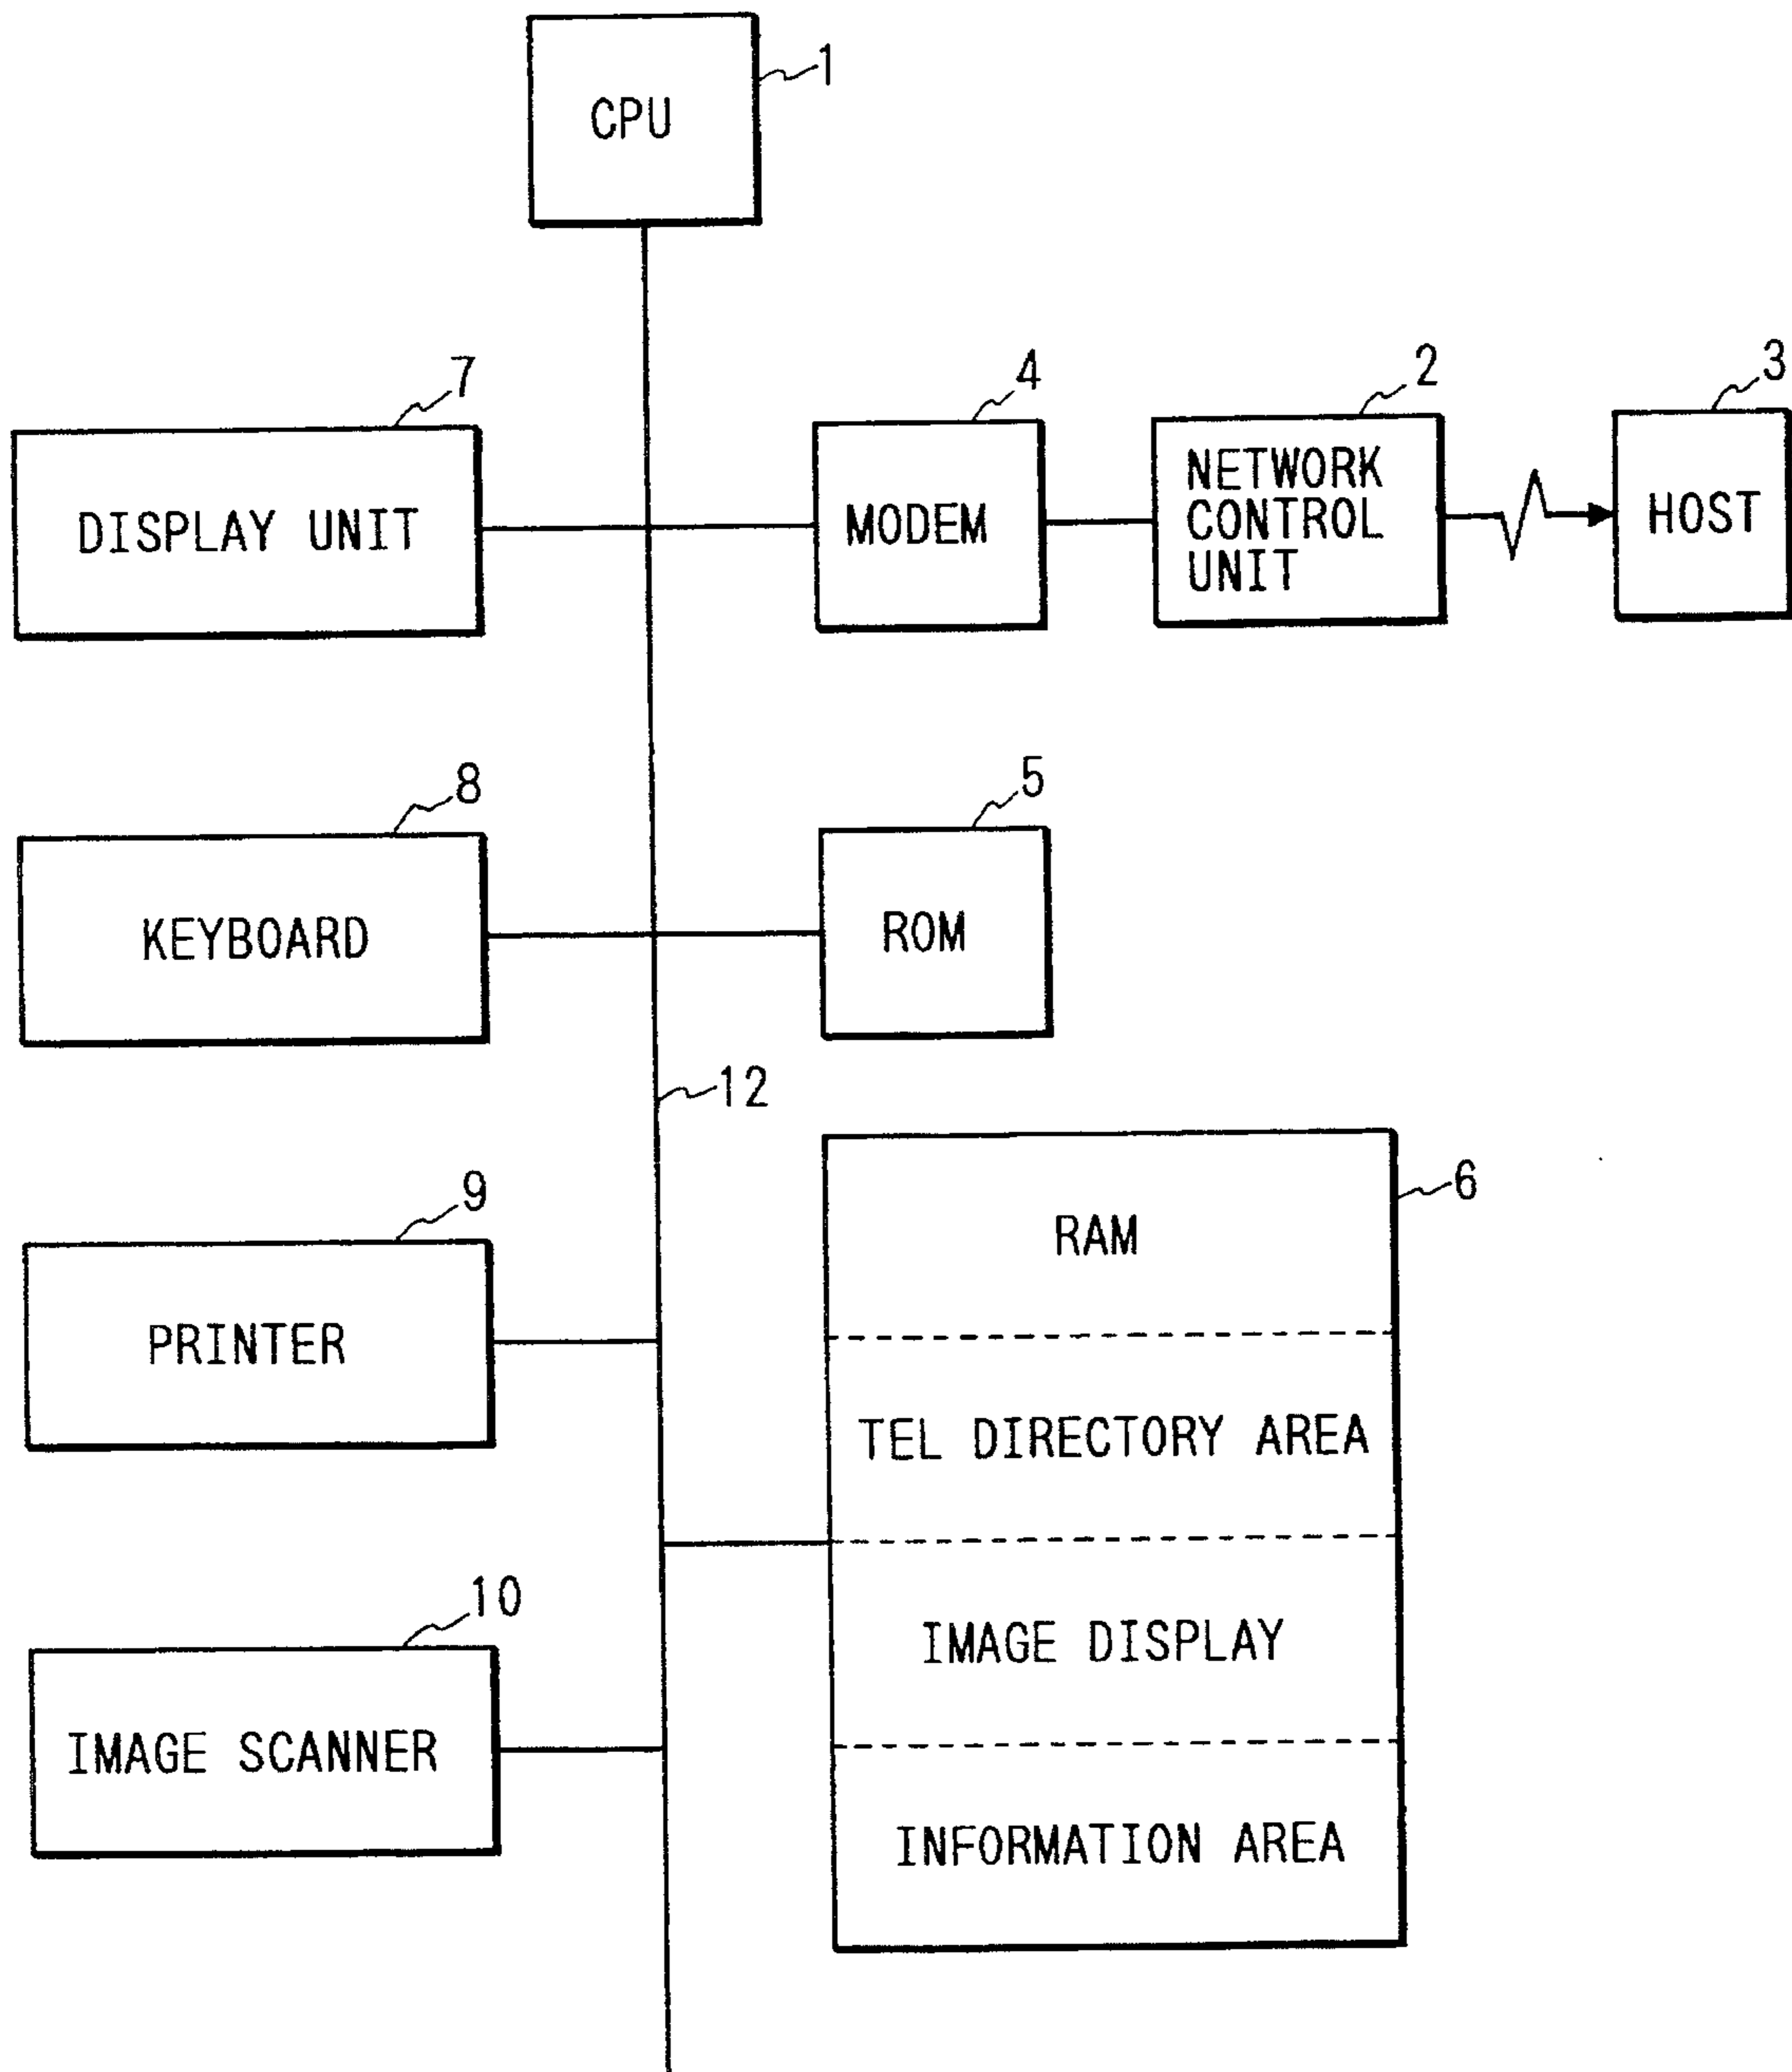 1
CPU
7
4
2
3
DISPLAY UNIT
MODEM
NETWORK
CONTROL
UNIT
HOST
8
5
KEYBOARD
ROM
12
9
6
RAM
PRINTER
TEL DIRECTORY AREA
10
IMAGE DISPLAY
IMAGE SCANNER
INFORMATION AREA